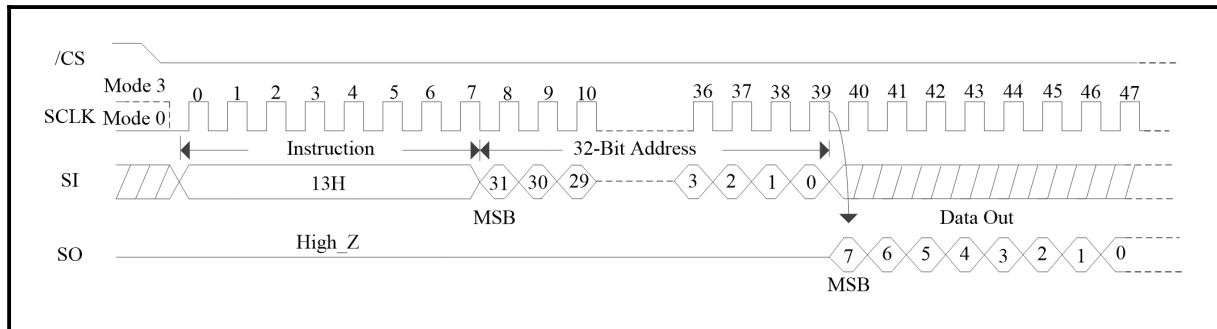 /CS
Mode 3
0 1 2 3 4 5 6 7 8 9 10 36 37 38 39 40 41 42 43 44 45 46 47
SCLK Mode 0
Instruction 32-Bit Address
SI 13H 31 30 29 3 2 1 0
MSB Data Out
High_Z
SO 7 6 5 4 3 2 1 0
MSB